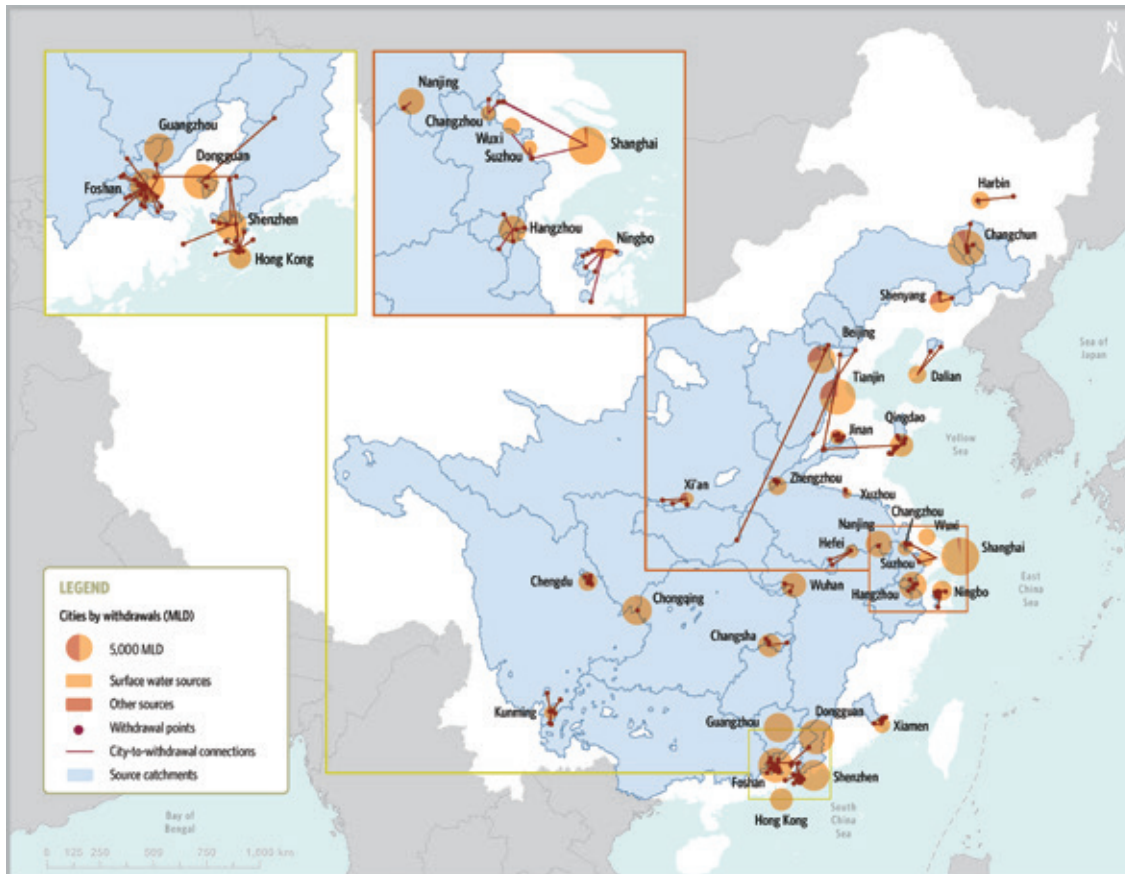 N
Nanjing
Changzhou
Wuxi
Suzhou
Shanghai
Hangzhou
Ningbo
Guangzhou
Dongguan
Foshan
Shenzhen
Hong Kong
Harbin
Changchun
Shenyang
Beijing
Dalian
Tianjin
Sea of
Japan
Qingdao
Jinan
Yellow
Sea
Xi'an
Zhengzhou
Xuzhou
Changzhou
Nanjing
Wuxi
Hefei
Shanghai
Suzhou
Chengdu
Wuhan
Hangzhou
Ningbo
East China
Sea
Chongqing
Changsha
Kunming
Guangzhou
Dongguan
Xiamen
Foshan
Shenzhen
Hong Kong
South
China
Sea
LEGEND
Cities by withdrawals (MLD)
5,000 MLD
Surface water sources
Other sources
Withdrawal points
City-to-withdrawal connections
Source catchments
Bay of
Bengal
0 125 250 500 750 1,000 km